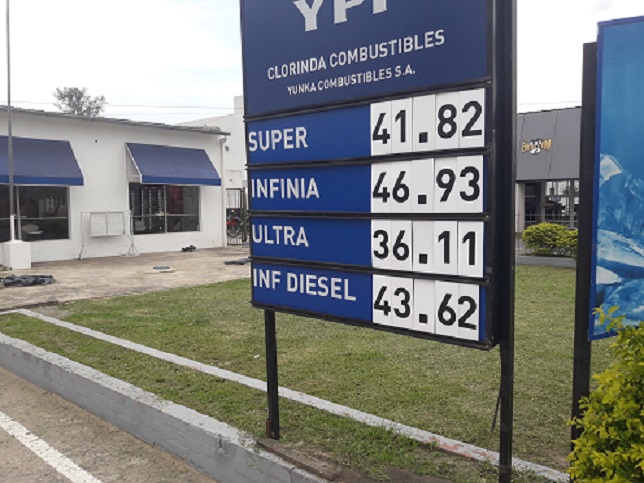 YPF
CLORINDA COMBUSTIBLES
YUNKA COMBUSTIBLES S.A.
SUPER 41.82
INFINIA 46.93
ULTRA 36.11
INF DIESEL 43.62